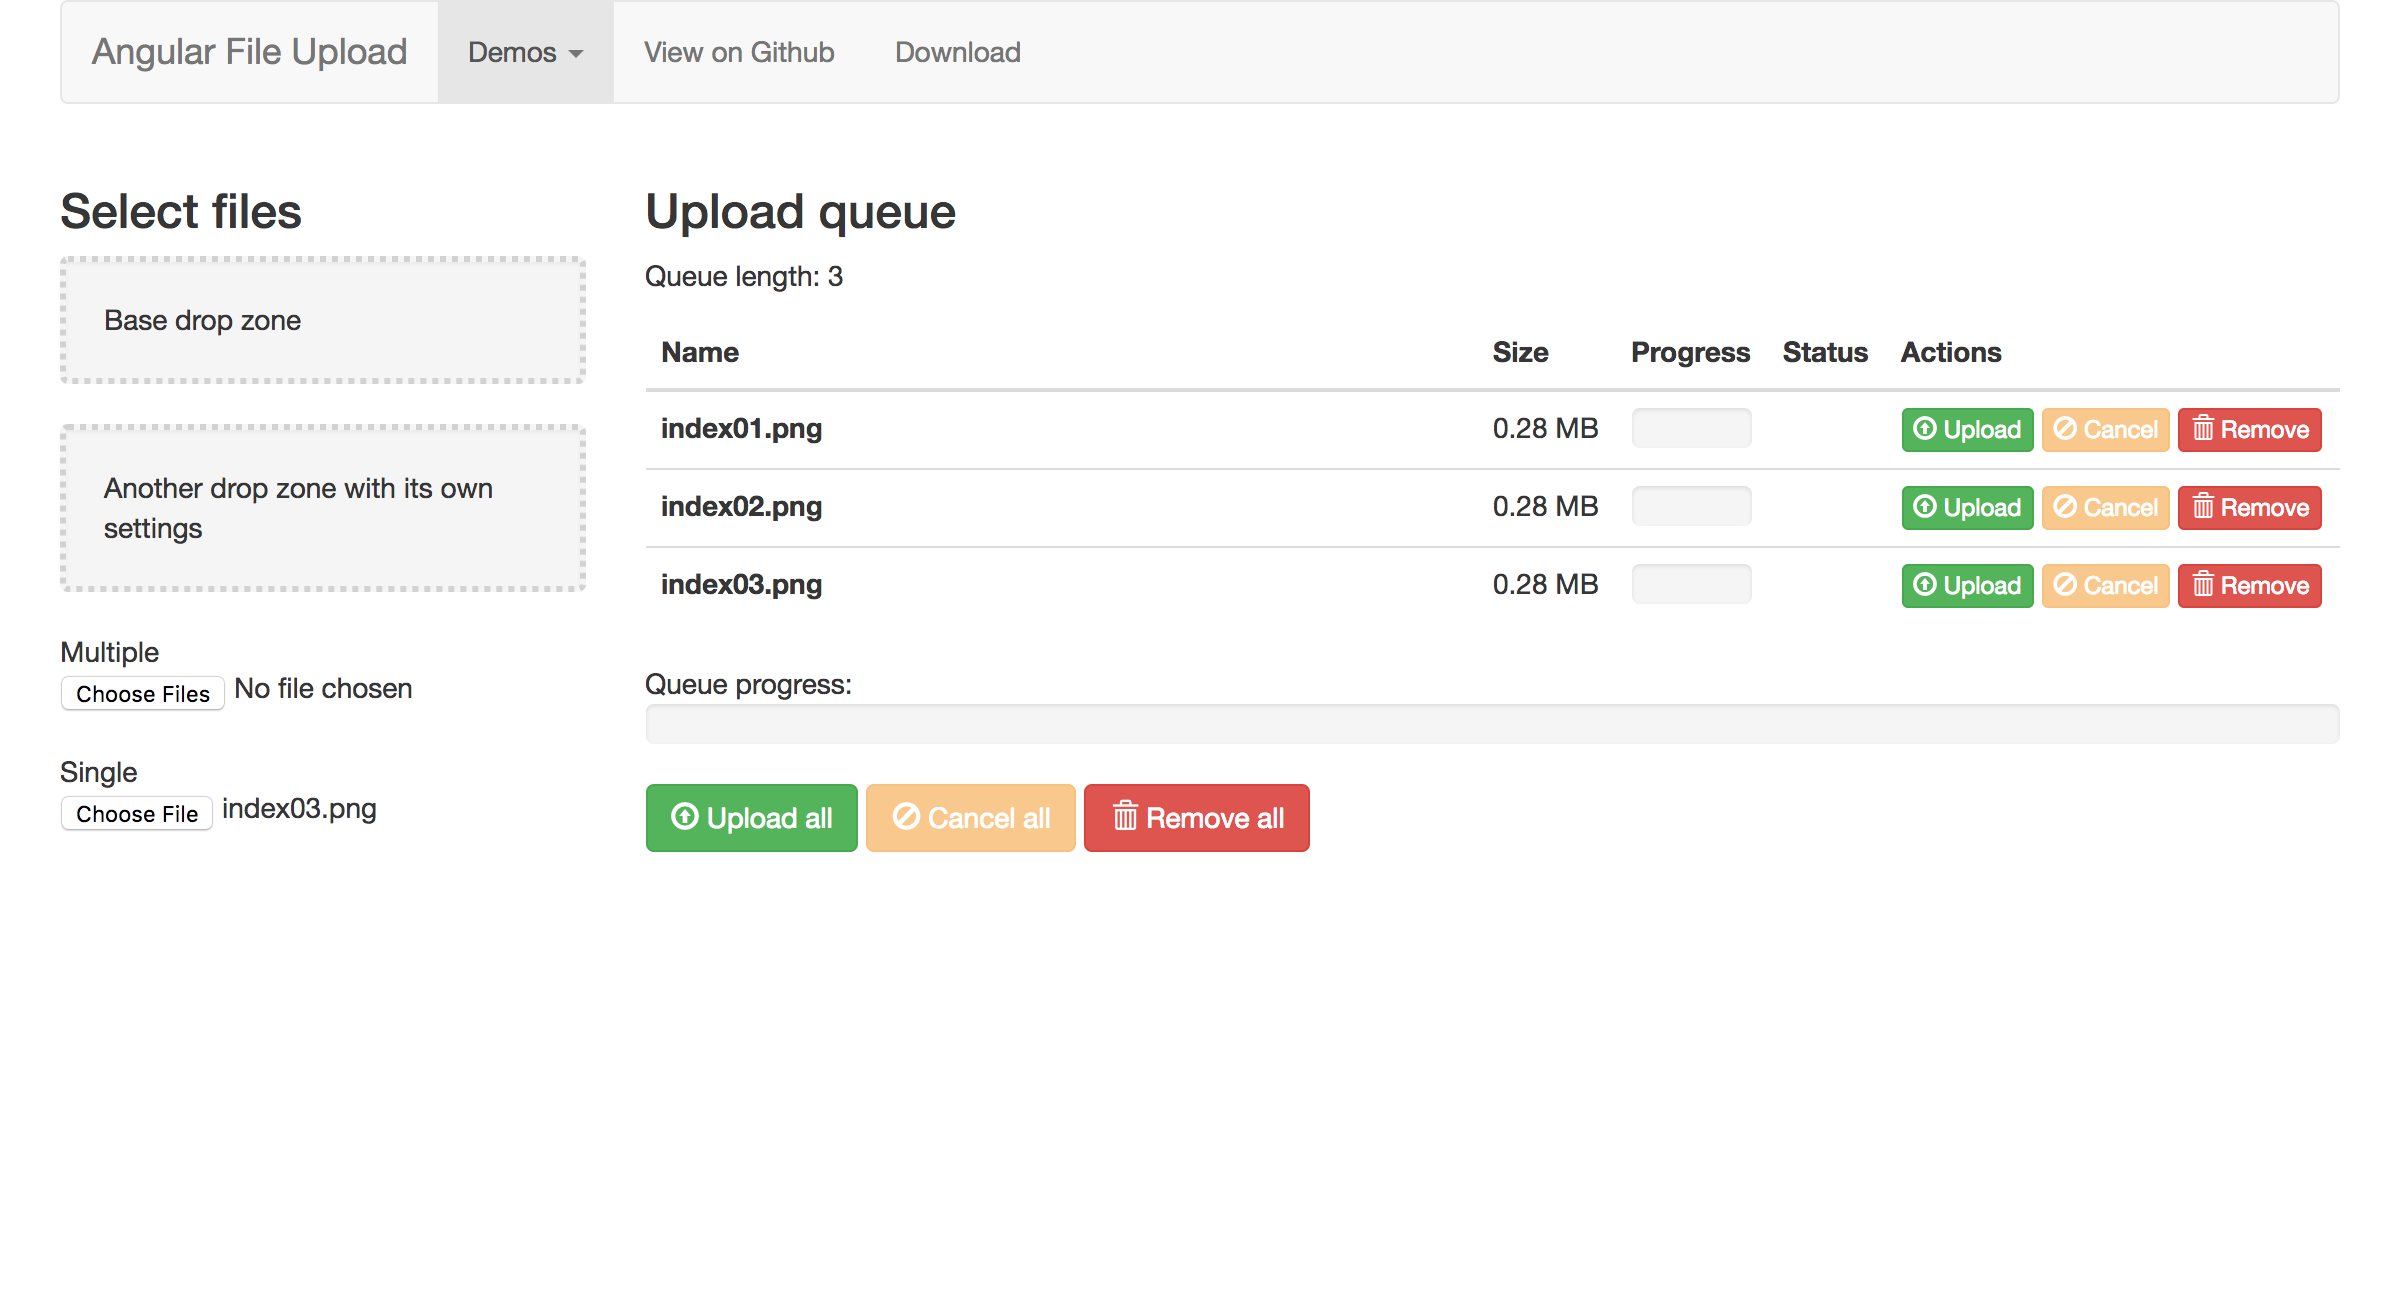 Angular File Upload Demos View on Github Download
Select files
Base drop zone
Another drop zone with its own
settings
Multiple
Choose Files No file chosen
Single
Choose File index03.png
Upload queue
Queue length: 3
Name Size Progress Status Actions
index01.png 0.28 MB Upload Cancel Remove
index02.png 0.28 MB Upload Cancel Remove
index03.png 0.28 MB Upload Cancel Remove
Queue progress:
Upload all Cancel all Remove all